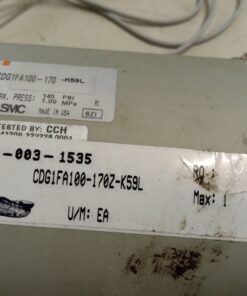 CDG1FA100-170 -K59L
MAX. PRESS: 145 PSI
1.00 MPa
SMC MADE IN USA
TESTED BY: CCH
-003-1535
CDG1FA100-170Z-K59L
Max: 1
U/M: EA